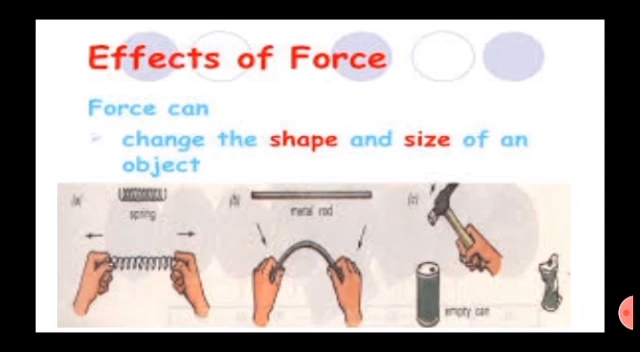 Effects of Force
Force can
change the shape and size of an
object
(a)
spring
(b)
metal rod
(c)
empty can